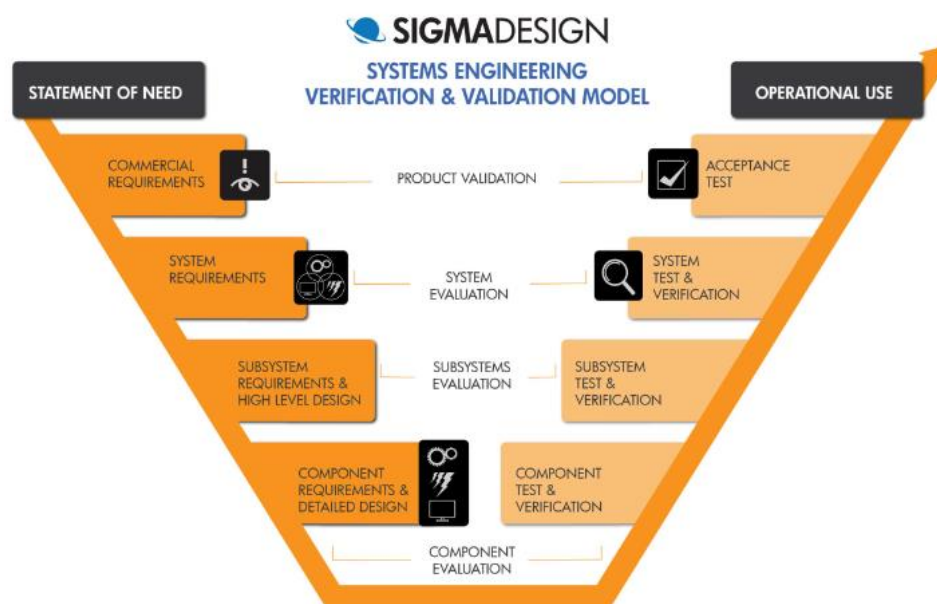 SIGMADESIGN
SYSTEMS ENGINEERING
VERIFICATION & VALIDATION MODEL
STATEMENT OF NEED
OPERATIONAL USE
COMMERCIAL
REQUIREMENTS
PRODUCT VALIDATION
ACCEPTANCE
TEST
SYSTEM
REQUIREMENTS
SYSTEM
EVALUATION
SYSTEM
TEST &
VERIFICATION
SUBSYSTEM
REQUIREMENTS &
HIGH LEVEL DESIGN
SUBSYSTEMS
EVALUATION
SUBSYSTEM
TEST &
VERIFICATION
COMPONENT
REQUIREMENTS &
DETAILED DESIGN
COMPONENT
TEST &
VERIFICATION
COMPONENT
EVALUATION